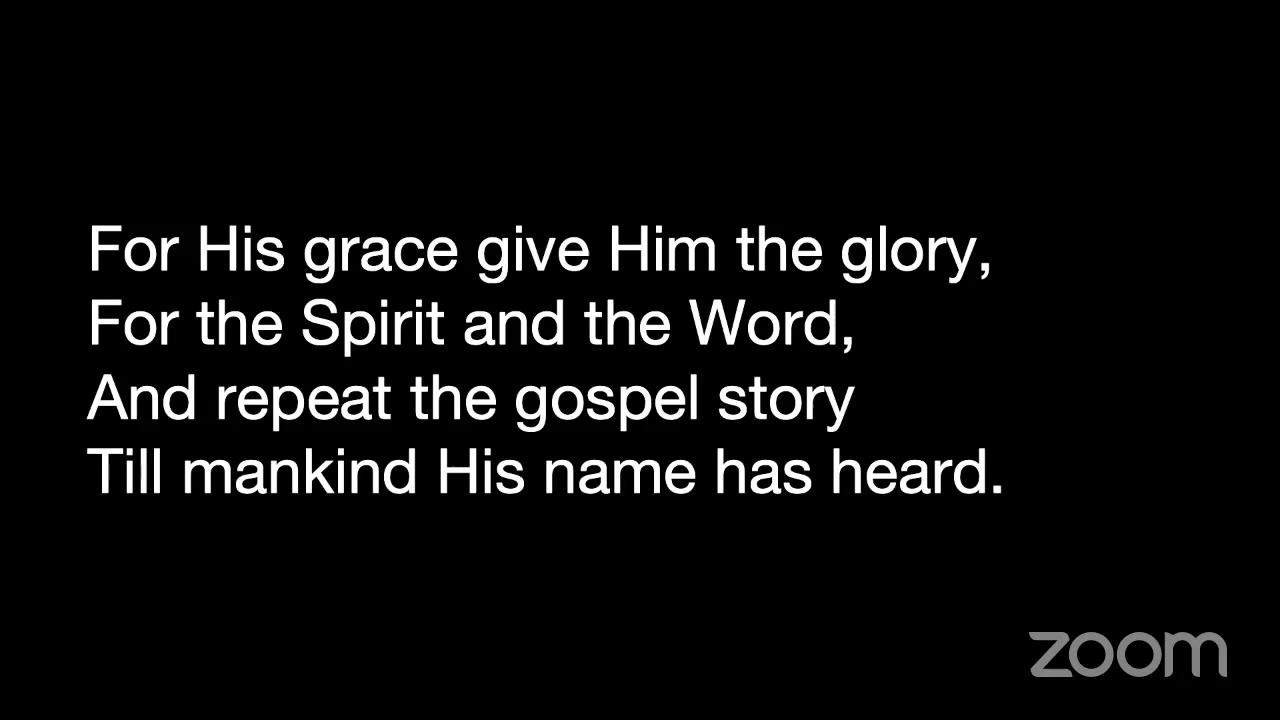 For His grace give Him the glory,
For the Spirit and the Word,
And repeat the gospel story
Till mankind His name has heard.
zoom